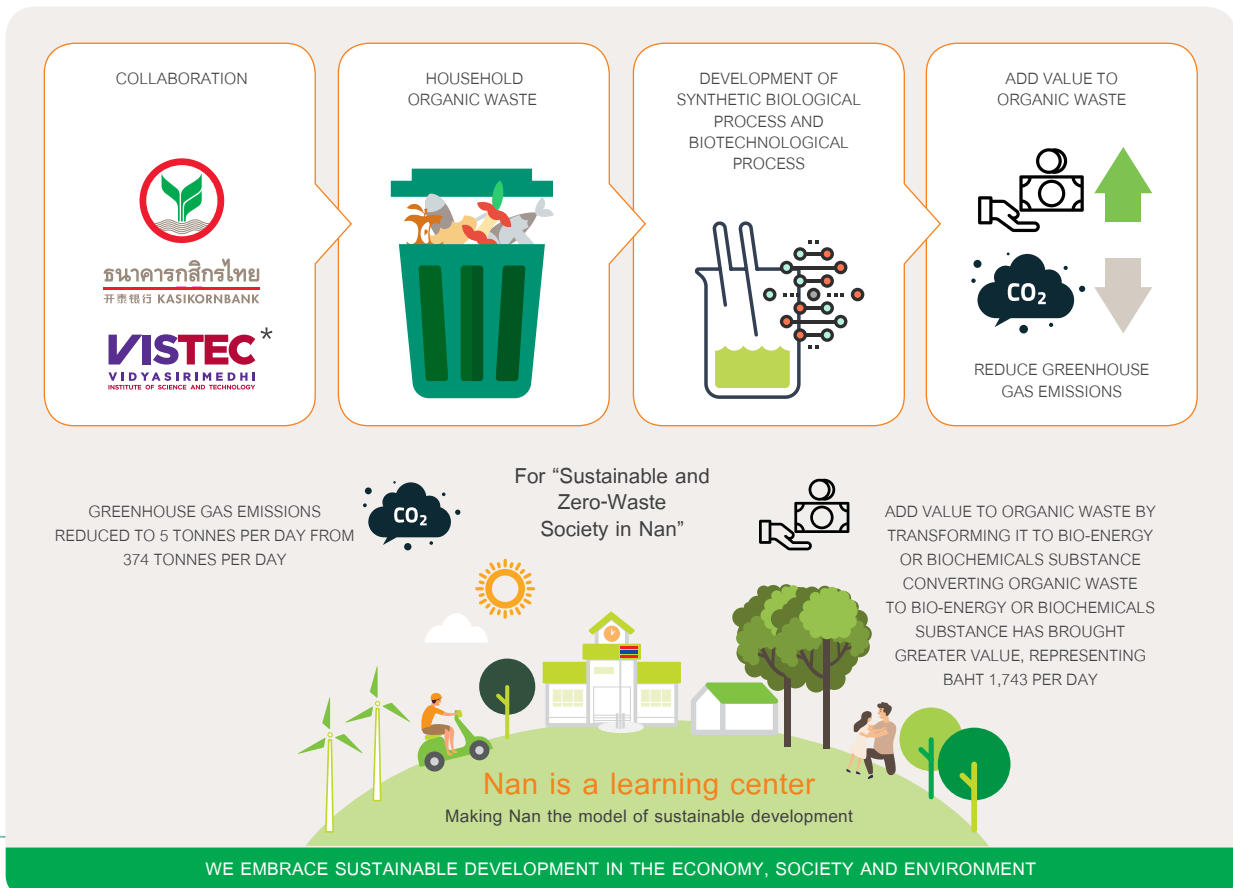 COLLABORATION
ธนาคารกสิกรไทย
开泰银行 KASIKORNBANK
VISTEC*
VIDYASIRIMEDHI
INSTITUTE OF SCIENCE AND TECHNOLOGY
HOUSEHOLD
ORGANIC WASTE
DEVELOPMENT OF
SYNTHETIC BIOLOGICAL
PROCESS AND
BIOTECHNOLOGICAL
PROCESS
ADD VALUE TO
ORGANIC WASTE
CO2
REDUCE GREENHOUSE
GAS EMISSIONS
GREENHOUSE GAS EMISSIONS
REDUCED TO 5 TONNES PER DAY FROM
374 TONNES PER DAY
CO2
For “Sustainable and
Zero-Waste
Society in Nan”
ADD VALUE TO ORGANIC WASTE BY
TRANSFORMING IT TO BIO-ENERGY
OR BIOCHEMICALS SUBSTANCE
CONVERTING ORGANIC WASTE
TO BIO-ENERGY OR BIOCHEMICALS
SUBSTANCE HAS BROUGHT
GREATER VALUE, REPRESENTING
BAHT 1,743 PER DAY
Nan is a learning center
Making Nan the model of sustainable development
WE EMBRACE SUSTAINABLE DEVELOPMENT IN THE ECONOMY, SOCIETY AND ENVIRONMENT